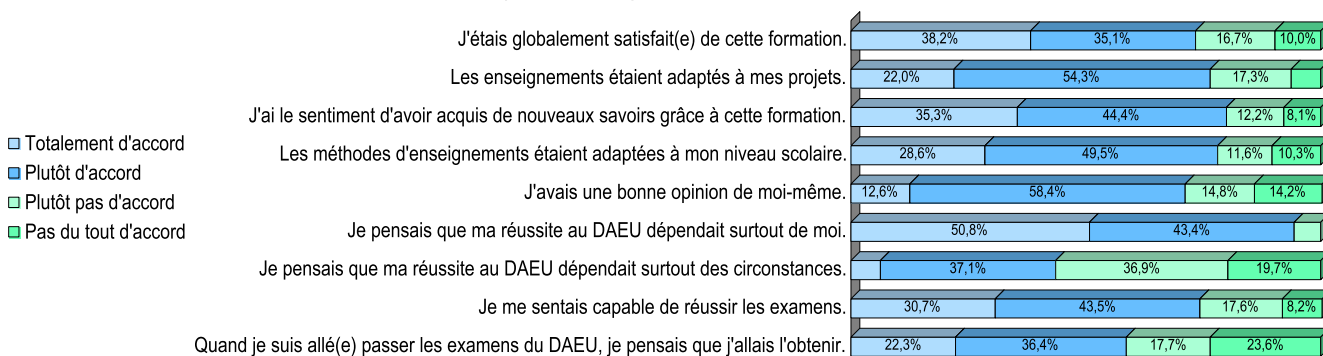 J'étais globalement satisfait(e) de cette formation. 38,2% 35,1% 16,7% 10,0%
Les enseignements étaient adaptés à mes projets. 22,0% 54,3% 17,3%
J'ai le sentiment d'avoir acquis de nouveaux savoirs grâce à cette formation. 35,3% 44,4% 12,2% 8,1%
Les méthodes d'enseignements étaient adaptées à mon niveau scolaire. 28,6% 49,5% 11,6% 10,3%
J'avais une bonne opinion de moi-même. 12,6% 58,4% 14,8% 14,2%
Je pensais que ma réussite au DAEU dépendait surtout de moi. 50,8% 43,4%
Je pensais que ma réussite au DAEU dépendait surtout des circonstances. 37,1% 36,9% 19,7%
Je me sentais capable de réussir les examens. 30,7% 43,5% 17,6% 8,2%
Quand je suis allé(e) passer les examens du DAEU, je pensais que j'allais l'obtenir. 22,3% 36,4% 17,7% 23,6%
Totalement d'accord
Plutôt d'accord
Plutôt pas d'accord
Pas du tout d'accord